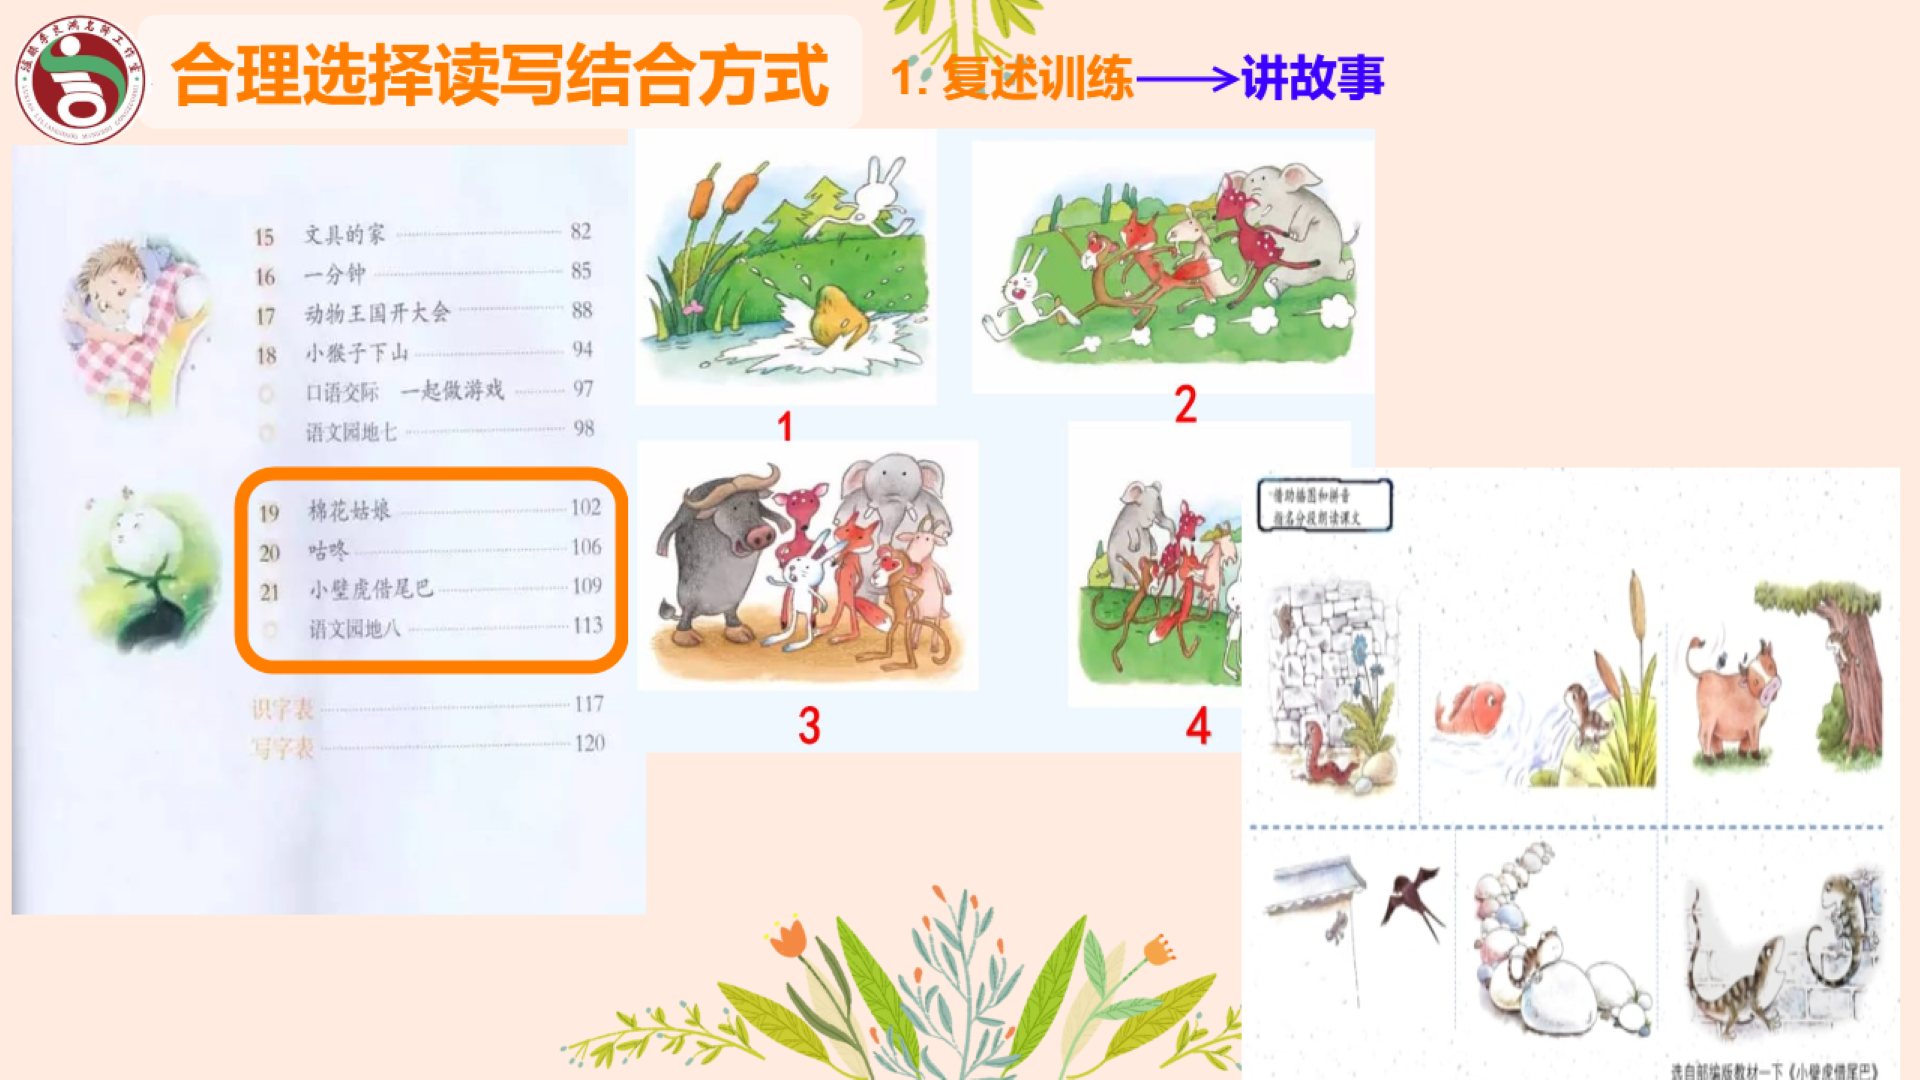 合理选择读写结合方式
1. 复述训练——>讲故事
15 文具的家 82
16 一分钟 85
17 动物王国开大会 88
18 小猴子下山 94
口语交际 一起做游戏 97
语文园地七 98
19 棉花姑娘 102
20 咕咚 106
21 小壁虎借尾巴 109
语文园地八 113
识字表 117
写字表 120
1
2
3
4
借助插图和拼音
指名分段朗读课文
选自部编版教材一下《小壁虎借尾巴》